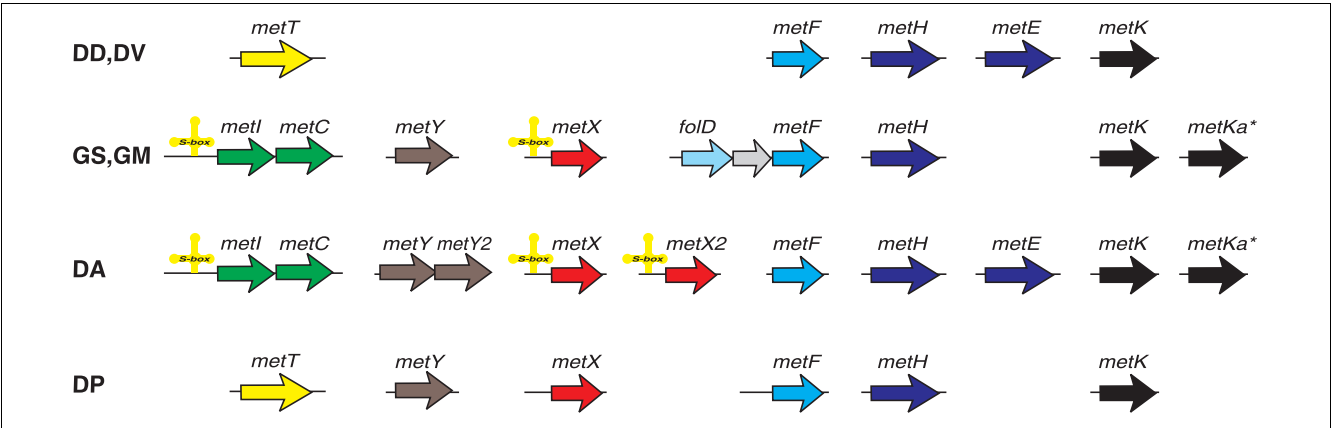 metT metF metH metE metK
DD,DV
S-box metI metC metY S-box metX folD metF metH metK metKa*
GS,GM
S-box metI metC metY metY2 S-box metX S-box metX2 metF metH metE metK metKa*
DA
metT metY metX metF metH metK
DP